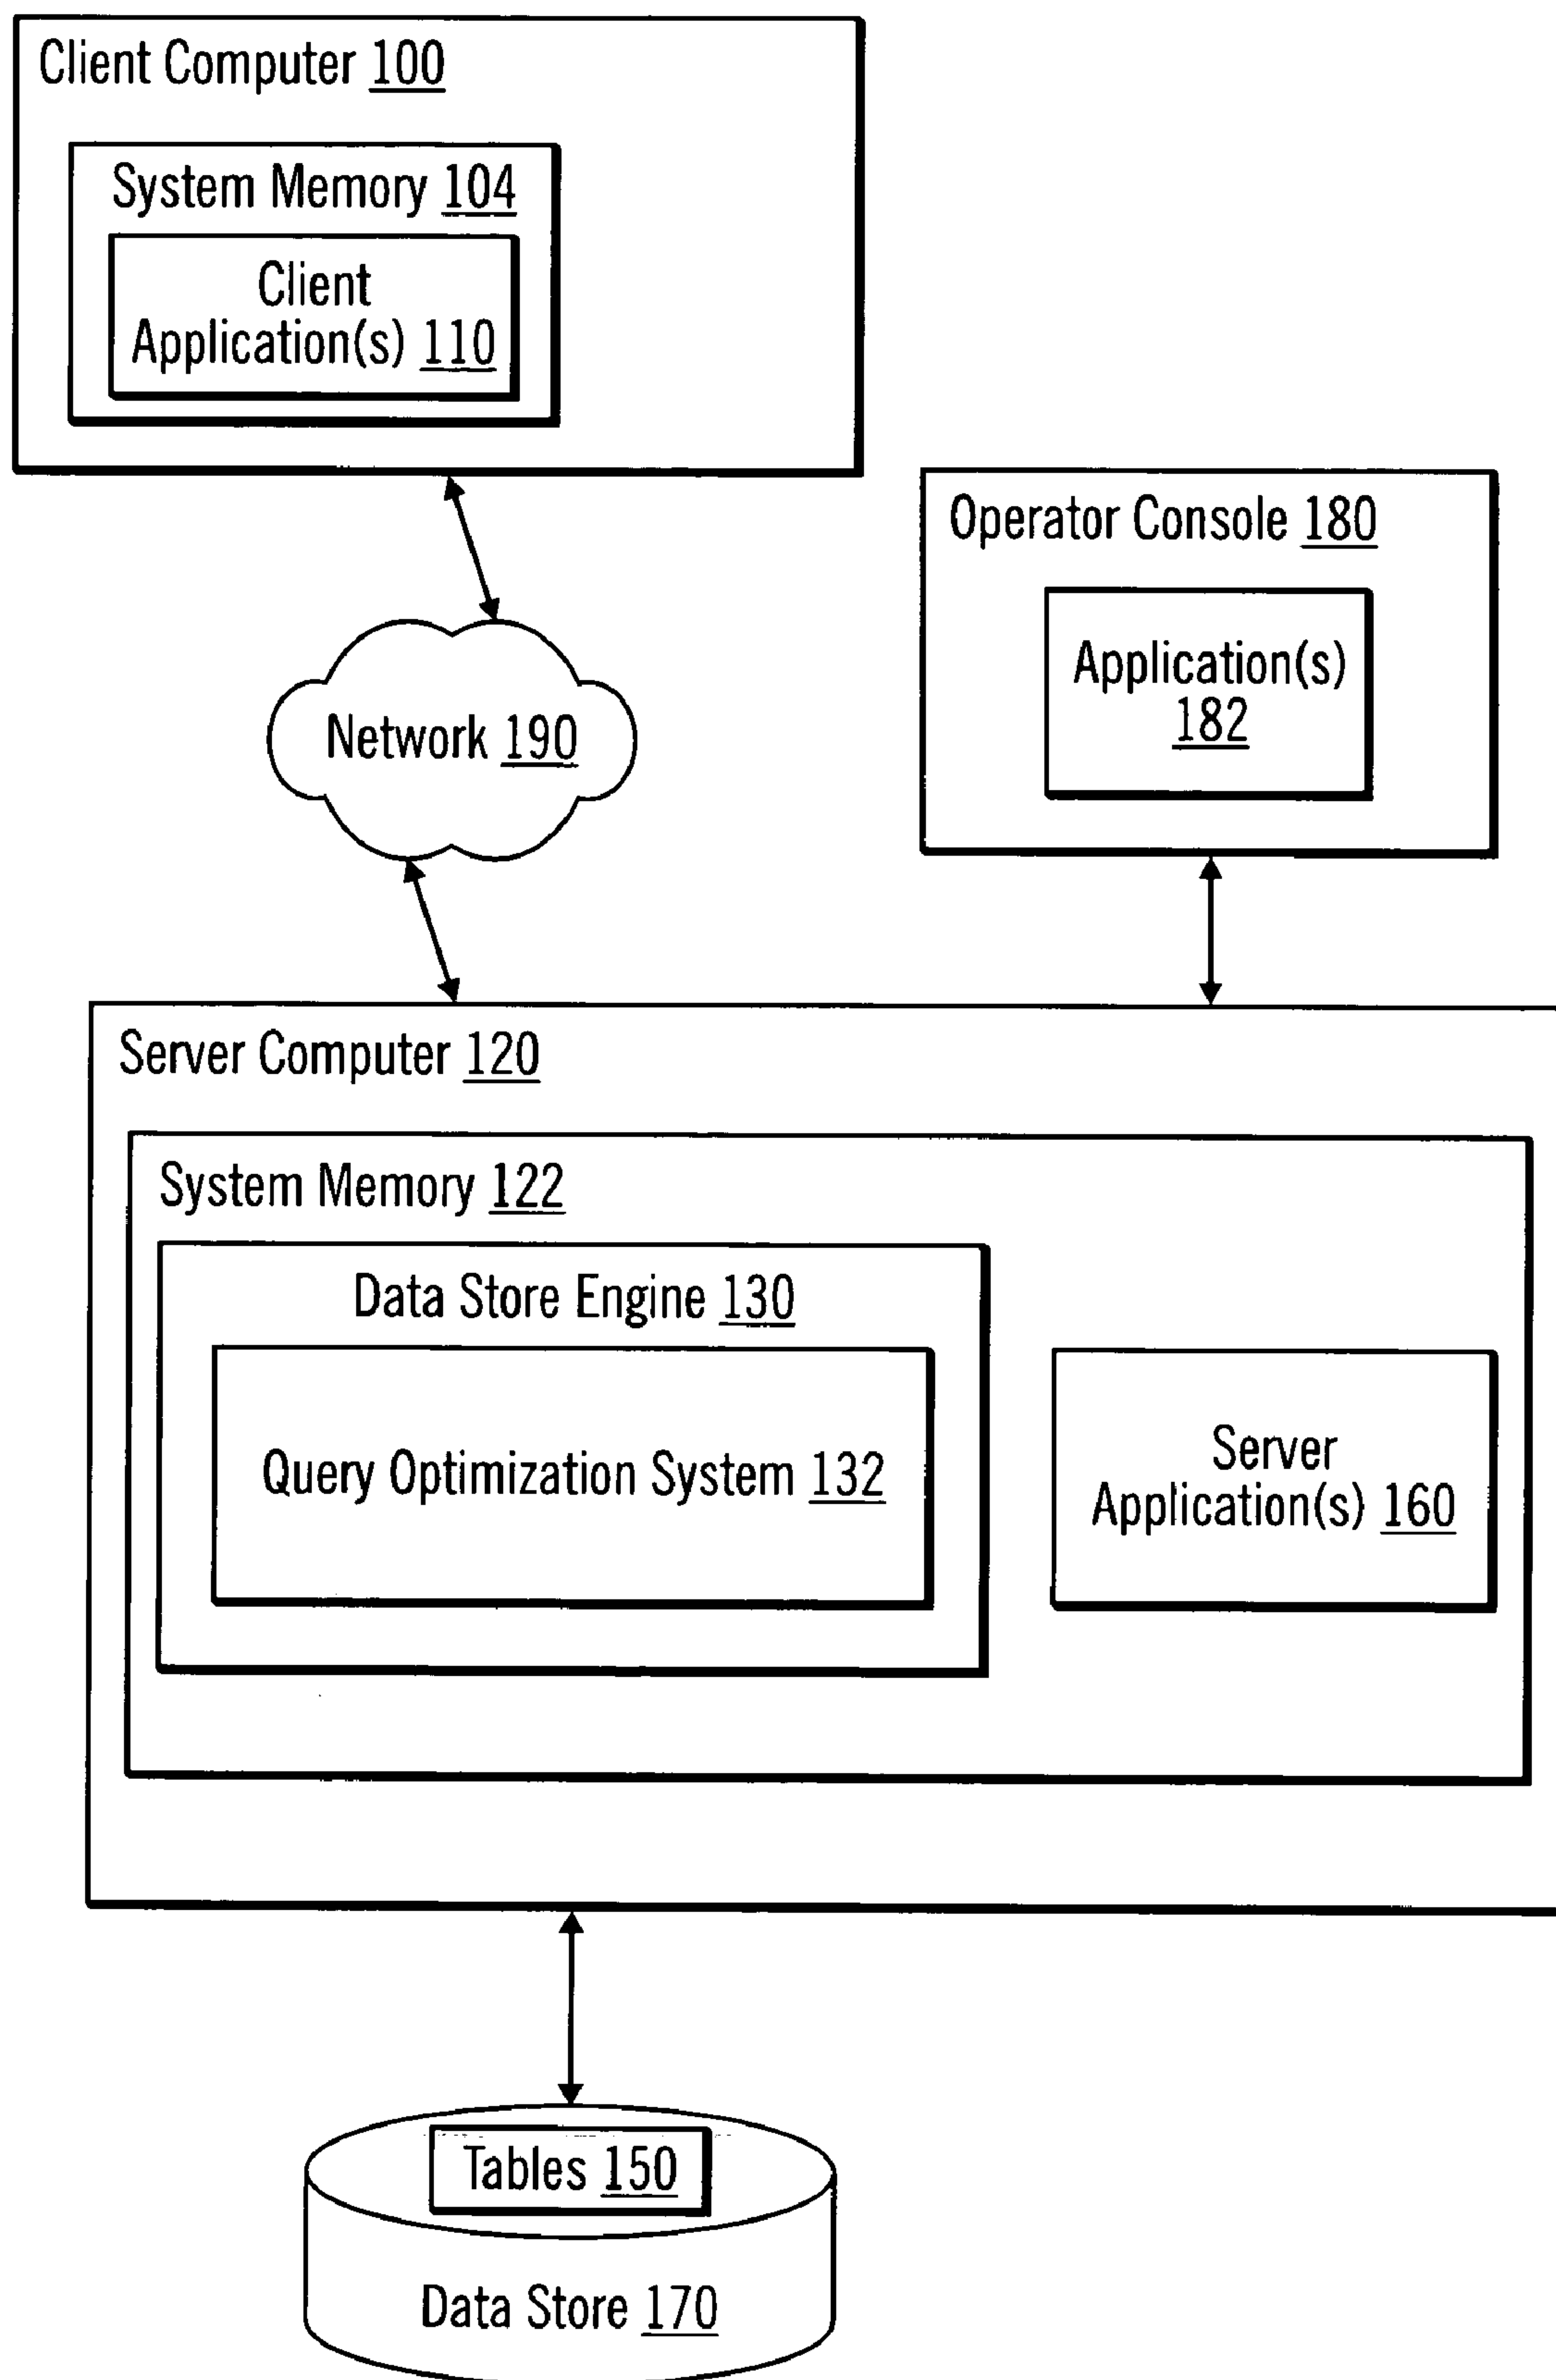 Client Computer 100
System Memory 104
Client
Application(s) 110
Operator Console 180
Application(s)
182
Network 190
Server Computer 120
System Memory 122
Data Store Engine 130
Query Optimization System 132
Server
Application(s) 160
Tables 150
Data Store 170